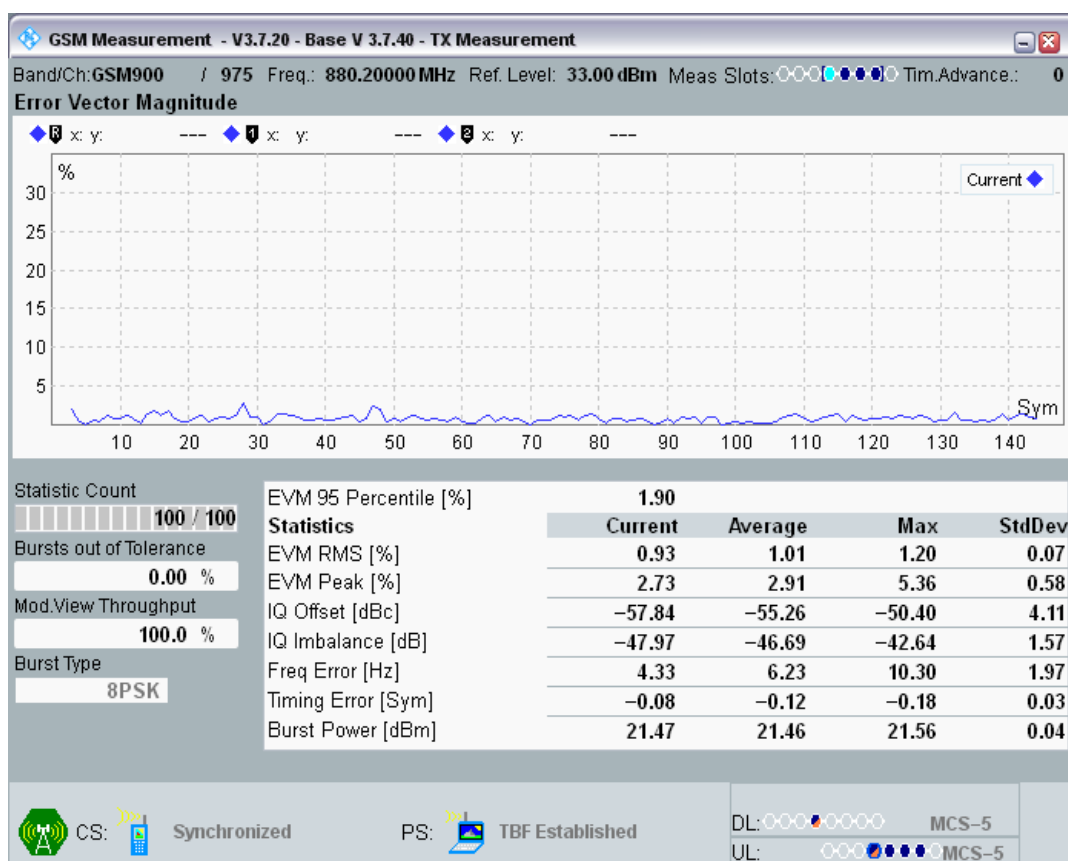 GSM Measurement - V3.7.20 - Base V 3.7.40 - TX Measurement
Band/Ch:GSM900 / 975 Freq.: 880.20000 MHz Ref. Level: 33.00 dBm Meas Slots: Tim.Advance.: 0
Error Vector Magnitude
R x: y: --- 1 x: y: --- 2 x: y: ---
%
Current
30
25
20
15
10
5
Sym
10 20 30 40 50 60 70 80 90 100 110 120 130 140
Statistic Count
100 / 100
Bursts out of Tolerance
0.00 %
Mod.View Throughput
100.0 %
Burst Type
8PSK
EVM 95 Percentile [%] 1.90
Statistics Current Average Max StdDev
EVM RMS [%] 0.93 1.01 1.20 0.07
EVM Peak [%] 2.73 2.91 5.36 0.58
IQ Offset [dBc] −57.84 −55.26 −50.40 4.11
IQ Imbalance [dB] −47.97 −46.69 −42.64 1.57
Freq Error [Hz] 4.33 6.23 10.30 1.97
Timing Error [Sym] −0.08 −0.12 −0.18 0.03
Burst Power [dBm] 21.47 21.46 21.56 0.04
CS: Synchronized PS: TBF Established
DL: MCS−5
UL: MCS−5